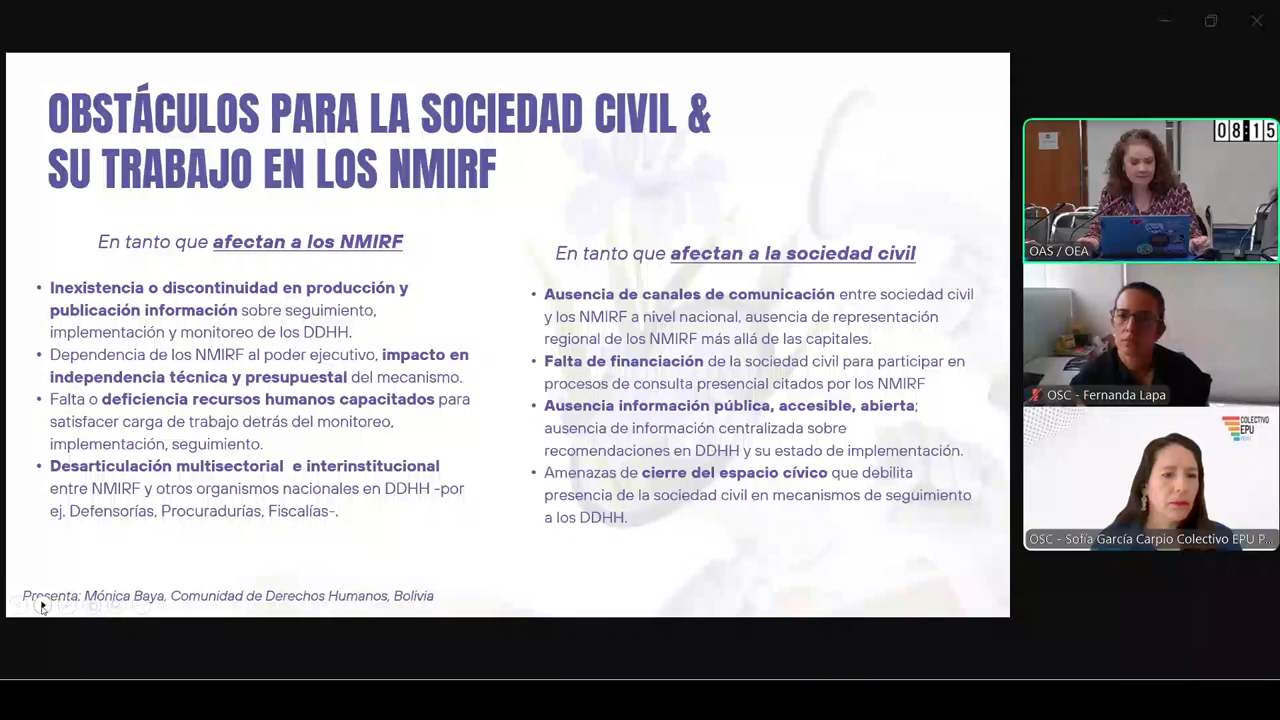 OBSTÁCULOS PARA LA SOCIEDAD CIVIL &
SU TRABAJO EN LOS NMIRF
En tanto que afectan a los NMIRF
• Inexistencia o discontinuidad en producción y
publicación información sobre seguimiento,
implementación y monitoreo de los DDHH.
• Dependencia de los NMIRF al poder ejecutivo, impacto en
independencia técnica y presupuestal del mecanismo.
• Falta o deficiencia recursos humanos capacitados para
satisfacer carga de trabajo detrás del monitoreo,
implementación, seguimiento.
• Desarticulación multisectorial e interinstitucional
entre NMIRF y otros organismos nacionales en DDHH -por
ej. Defensorías, Procuradurías, Fiscalías-.
En tanto que afectan a la sociedad civil
• Ausencia de canales de comunicación entre sociedad civil
y los NMIRF a nivel nacional, ausencia de representación
regional de los NMIRF más allá de las capitales.
• Falta de financiación de la sociedad civil para participar en
procesos de consulta presencial citados por los NMIRF
• Ausencia información pública, accesible, abierta;
ausencia de información centralizada sobre
recomendaciones en DDHH y su estado de implementación.
• Amenazas de cierre del espacio cívico que debilita
presencia de la sociedad civil en mecanismos de seguimiento
a los DDHH.
Presenta: Mónica Baya, Comunidad de Derechos Humanos, Bolivia
08:15
OAS / OEA
OSC - Fernanda Lapa
COLECTIVO
EPU
OSC - Sofía García Carpio Colectivo EPU P...